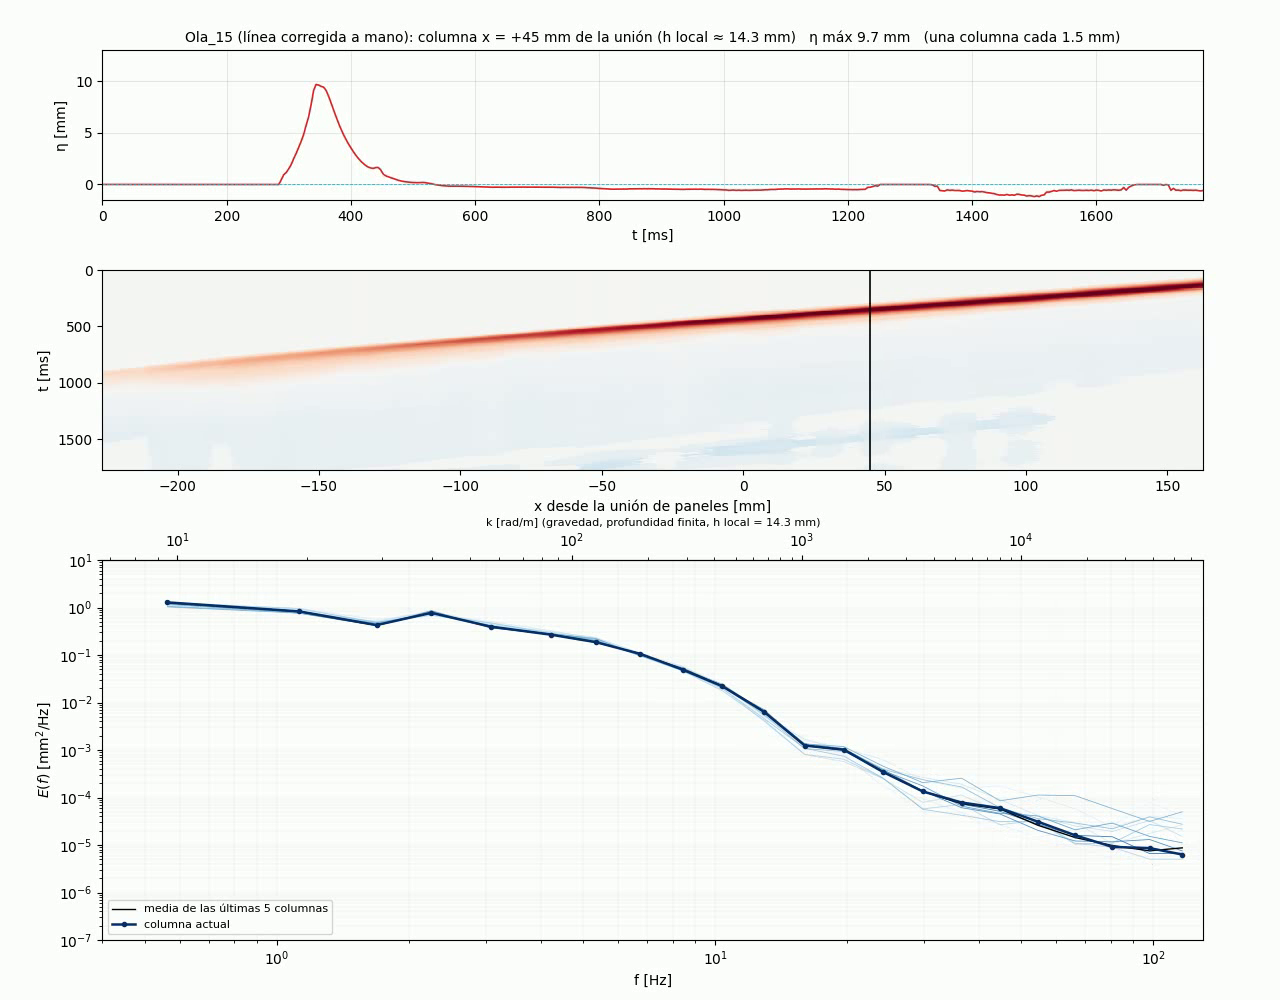 Ola_15 (línea corregida a mano): columna x = +45 mm de la unión (h local ≈ 14.3 mm)   η máx 9.7 mm   (una columna cada 1.5 mm)
η [mm]
10
5
0
0 200 400 600 800 1000 1200 1400 1600
t [ms]
t [ms]
0
500
1000
1500
−200 −150 −100 −50 0 50 100 150
x desde la unión de paneles [mm]
k [rad/m] (gravedad, profundidad finita, h local = 14.3 mm)
10¹ 10² 10³ 10⁴
E(f) [mm²/Hz]
10¹
10⁰
10⁻¹
10⁻²
10⁻³
10⁻⁴
10⁻⁵
10⁻⁶
10⁻⁷
media de las últimas 5 columnas
columna actual
10⁰ 10¹ 10²
f [Hz]